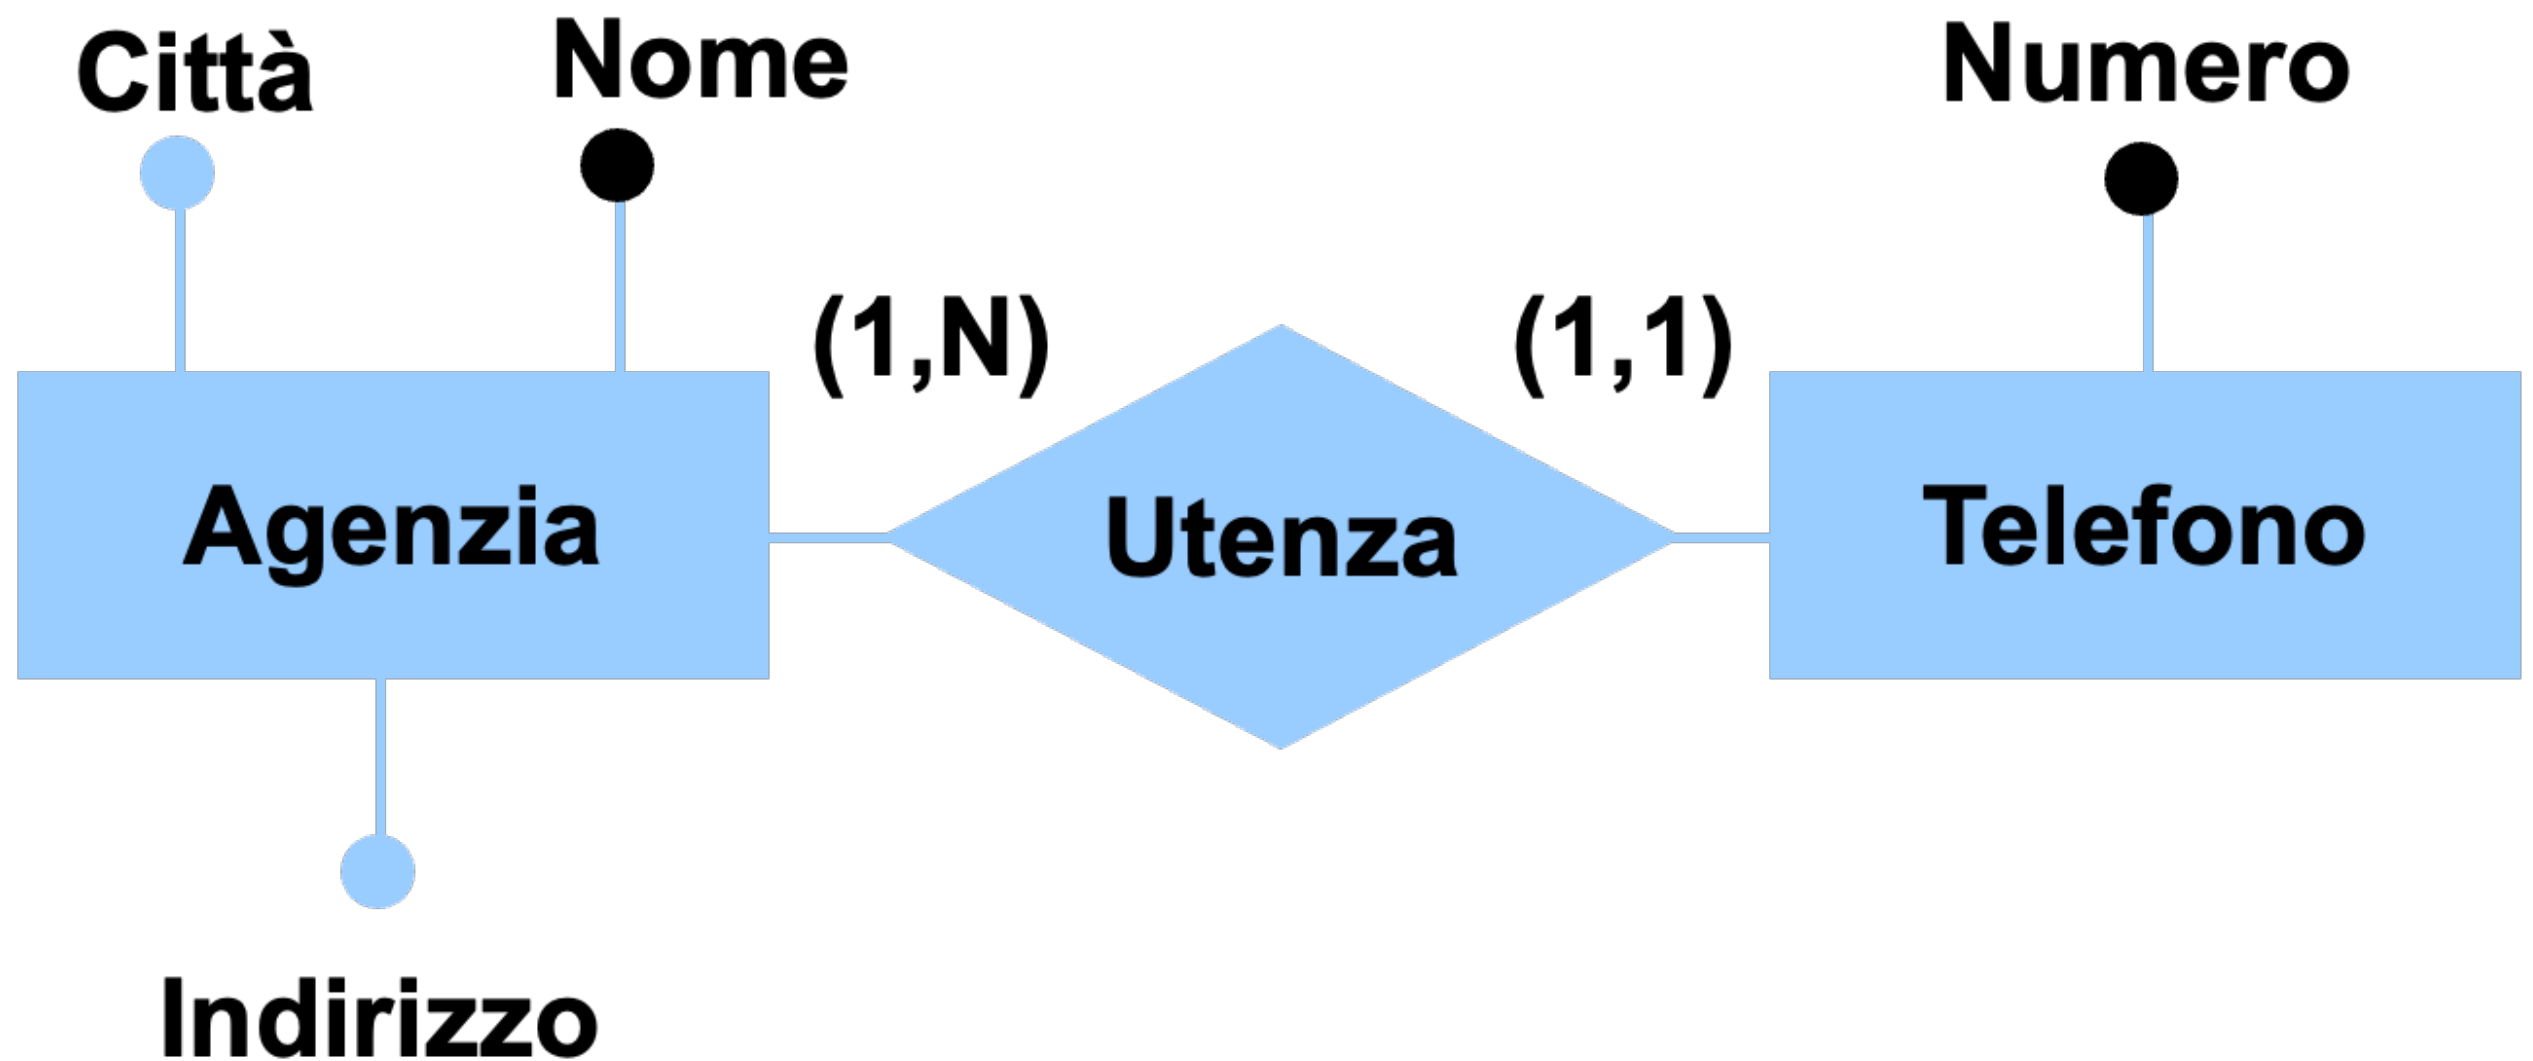 Città
Nome
Numero
(1,N)
(1,1)
Agenzia
Utenza
Telefono
Indirizzo